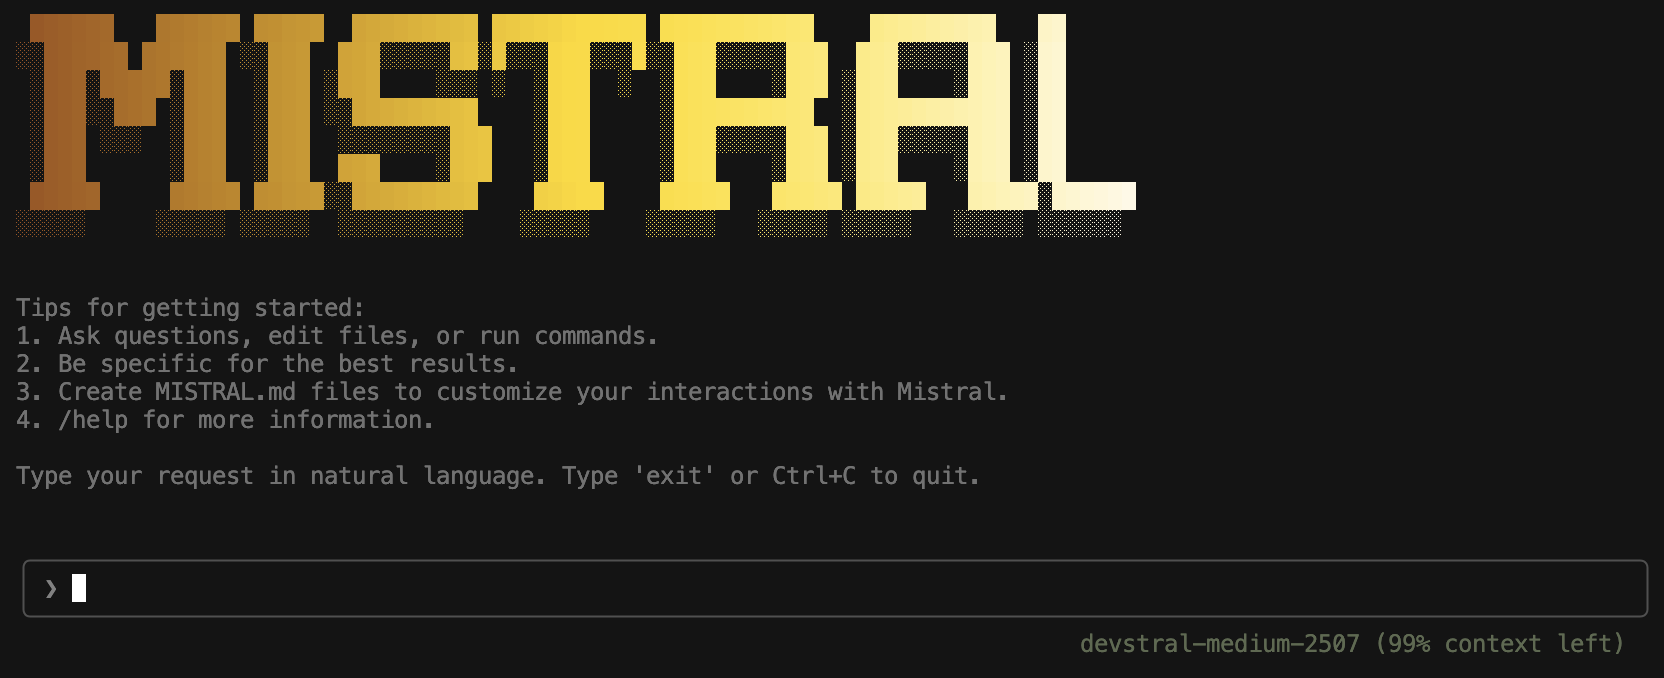 MISTRAL
Tips for getting started:
1. Ask questions, edit files, or run commands.
2. Be specific for the best results.
3. Create MISTRAL.md files to customize your interactions with Mistral.
4. /help for more information.
Type your request in natural language. Type 'exit' or Ctrl+C to quit.
❯
devstral-medium-2507 (99% context left)